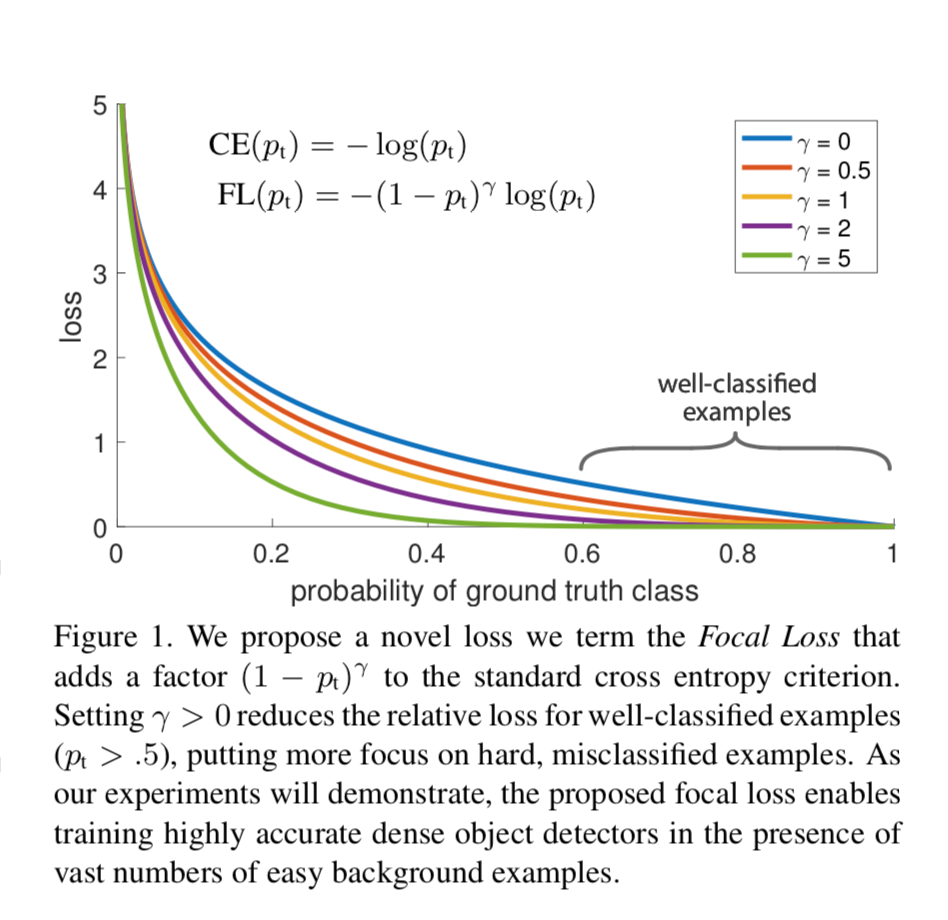 5
CE(pt) = − log(pt)
FL(pt) = −(1 − pt)^γ log(pt)
γ = 0
γ = 0.5
γ = 1
γ = 2
γ = 5
4
3
2
1
0
loss
well-classified
examples
0 0.2 0.4 0.6 0.8 1
probability of ground truth class
Figure 1. We propose a novel loss we term the Focal Loss that
adds a factor (1 − pt)^γ to the standard cross entropy criterion.
Setting γ > 0 reduces the relative loss for well-classified examples
(pt > .5), putting more focus on hard, misclassified examples. As
our experiments will demonstrate, the proposed focal loss enables
training highly accurate dense object detectors in the presence of
vast numbers of easy background examples.